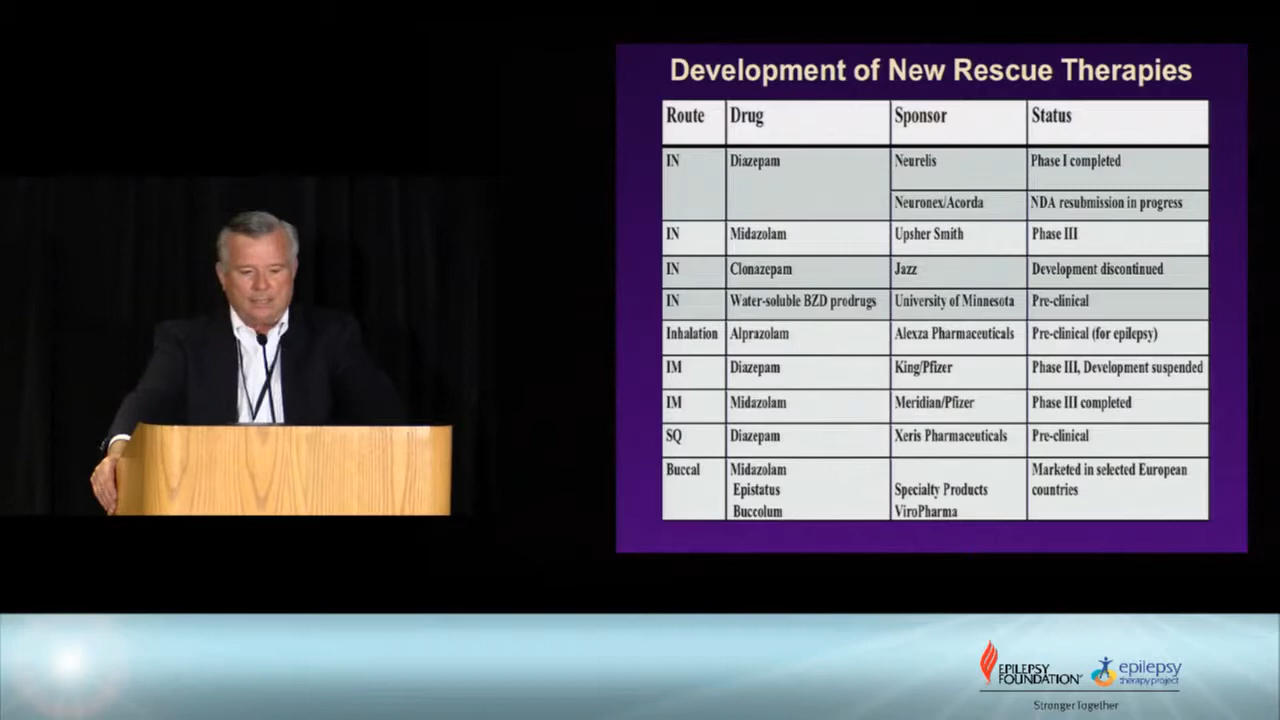 Development of New Rescue Therapies
Route Drug Sponsor Status
IN Diazepam Neurelis Phase I completed
Neuronex/Acorda NDA resubmission in progress
IN Midazolam Upsher Smith Phase III
IN Clonazepam Jazz Development discontinued
IN Water-soluble BZD prodrugs University of Minnesota Pre-clinical
Inhalation Alprazolam Alexza Pharmaceuticals Pre-clinical (for epilepsy)
IM Diazepam King/Pfizer Phase III, Development suspended
IM Midazolam Meridian/Pfizer Phase III completed
SQ Diazepam Xeris Pharmaceuticals Pre-clinical
Buccal Midazolam Marketed in selected European
Epistatus Specialty Products countries
Buccolum ViroPharma
EPILEPSY
FOUNDATION
epilepsy
therapy project
StrongerTogether